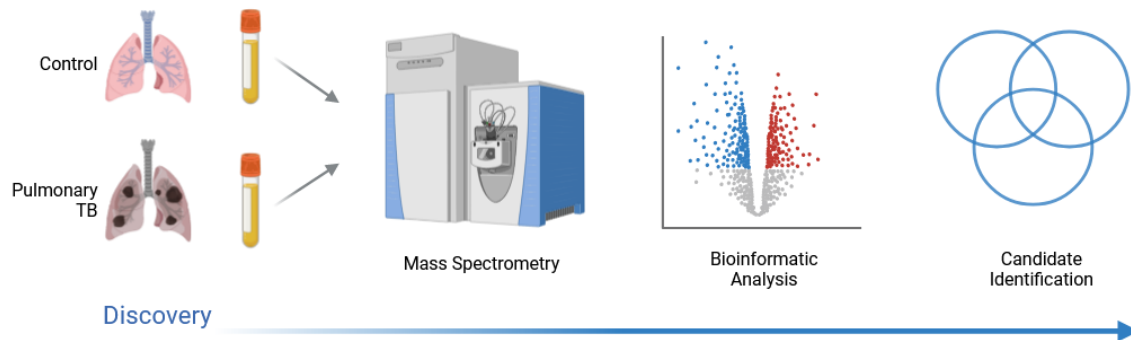 Control
Pulmonary
TB
Mass Spectrometry
Bioinformatic
Analysis
Candidate
Identification
Discovery